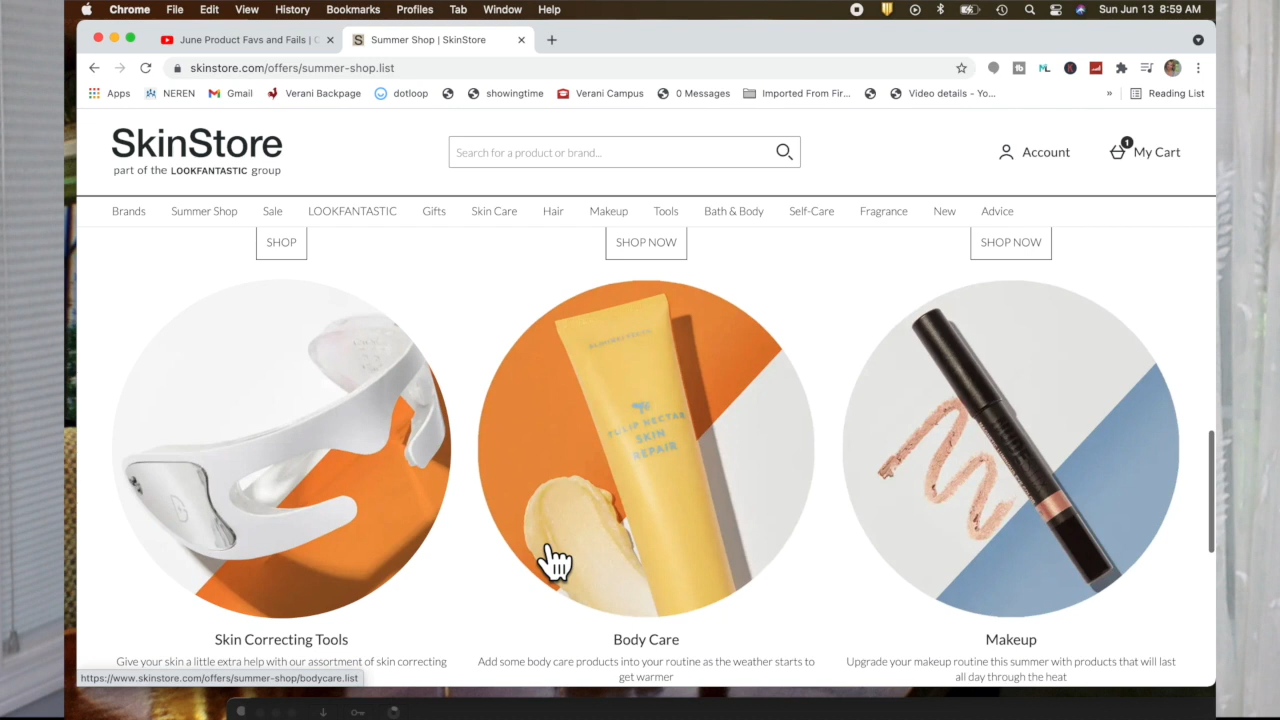 Chrome File Edit View History Bookmarks Profiles Tab Window Help Sun Jun 13 8:59 AM
June Product Favs and Fails | Summer Shop | SkinStore
skinstore.com/offers/summer-shop.list
Apps NEREN Gmail Verani Backpage dotloop showingtime Verani Campus 0 Messages Imported From Fir... Video details - Yo... » Reading List
SkinStore
part of the LOOKFANTASTIC group
Search for a product or brand...
Account
1
My Cart
Brands Summer Shop Sale LOOKFANTASTIC Gifts Skin Care Hair Makeup Tools Bath & Body Self-Care Fragrance New Advice
SHOP SHOP NOW SHOP NOW
TULIP NECTAR
SKIN
REPAIR
Skin Correcting Tools
Give your skin a little extra help with our assortment of skin correcting
Body Care
Add some body care products into your routine as the weather starts to
get warmer
Makeup
Upgrade your makeup routine this summer with products that will last
all day through the heat
https://www.skinstore.com/offers/summer-shop/bodycare.list